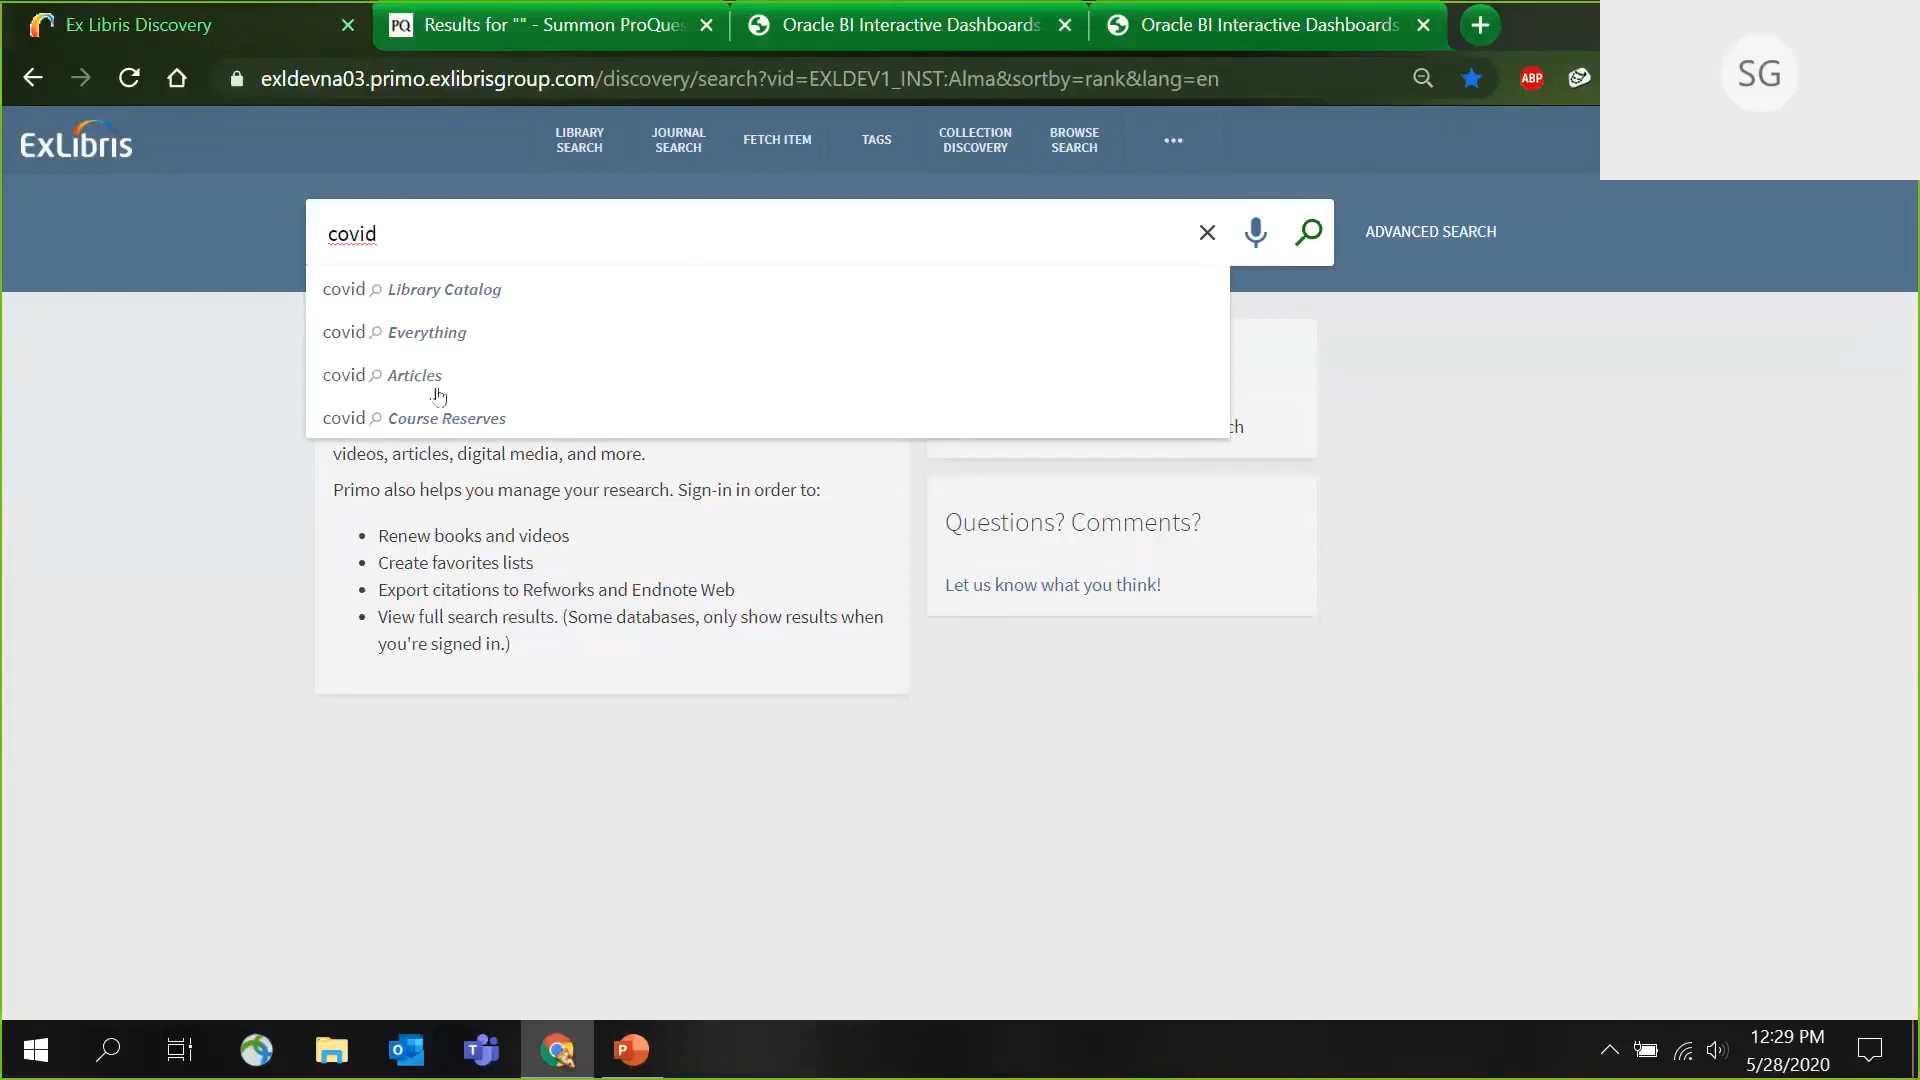 Ex Libris Discovery
PQ Results for "" - Summon ProQues
Oracle BI Interactive Dashboards
Oracle BI Interactive Dashboards
exldevna03.primo.exlibrisgroup.com/discovery/search?vid=EXLDEV1_INST:Alma&sortby=rank&lang=en
ABP
SG
ExLibris
LIBRARY SEARCH
JOURNAL SEARCH
FETCH ITEM
TAGS
COLLECTION DISCOVERY
BROWSE SEARCH
...
covid
ADVANCED SEARCH
covid Library Catalog
covid Everything
covid Articles
covid Course Reserves
ch
videos, articles, digital media, and more.
Primo also helps you manage your research. Sign-in in order to:
• Renew books and videos
• Create favorites lists
• Export citations to Refworks and Endnote Web
• View full search results. (Some databases, only show results when
you're signed in.)
Questions? Comments?
Let us know what you think!
12:29 PM
5/28/2020